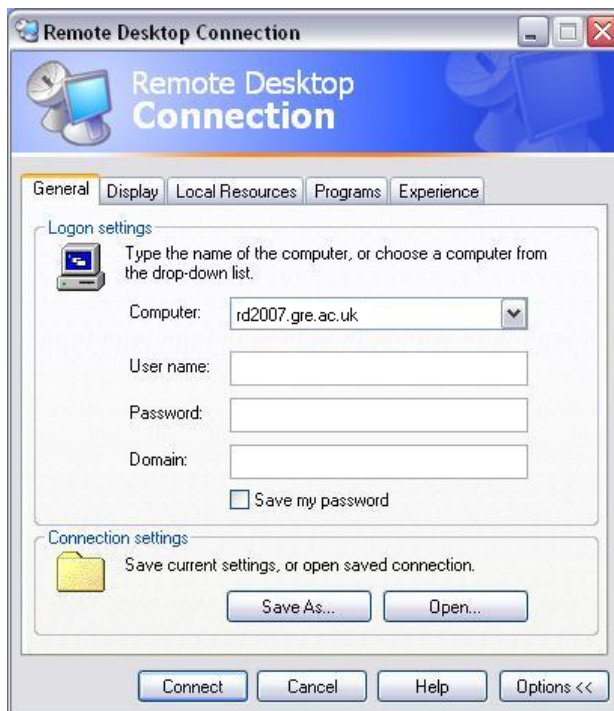 Remote Desktop Connection
Remote Desktop
Connection
General Display Local Resources Programs Experience
Logon settings
Type the name of the computer, or choose a computer from
the drop-down list.
Computer: rd2007.gre.ac.uk
User name:
Password:
Domain:
Save my password
Connection settings
Save current settings, or open saved connection.
Save As... Open...
Connect Cancel Help Options <<